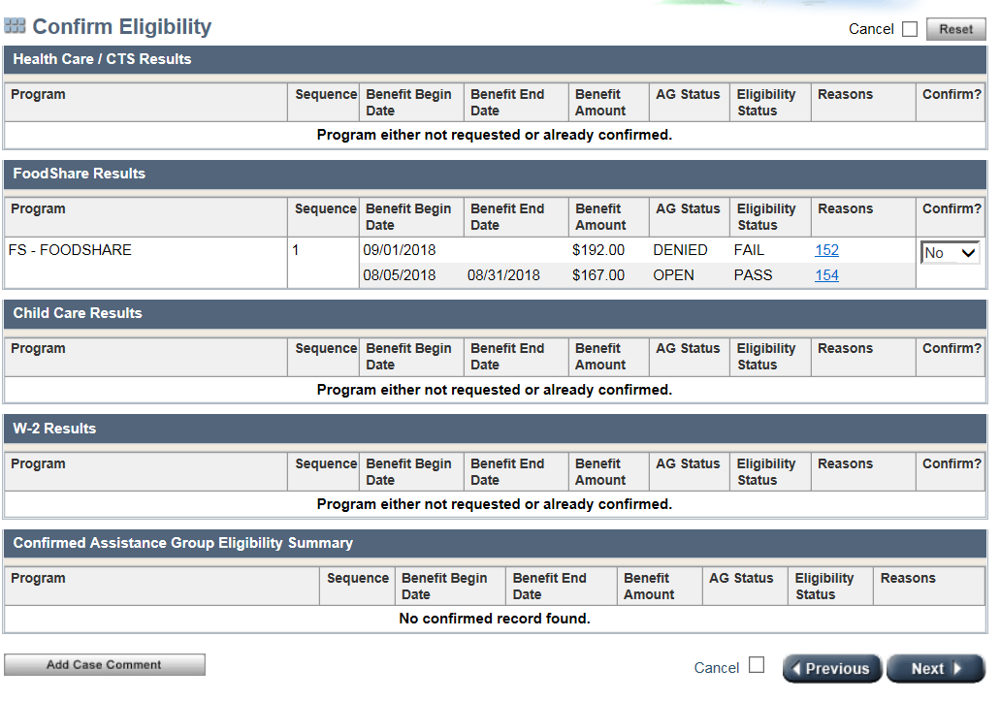 Confirm Eligibility
Cancel Reset
Health Care / CTS Results
Program Sequence Benefit Begin Date Benefit End Date Benefit Amount AG Status Eligibility Status Reasons Confirm?
Program either not requested or already confirmed.
FoodShare Results
Program Sequence Benefit Begin Date Benefit End Date Benefit Amount AG Status Eligibility Status Reasons Confirm?
FS - FOODSHARE 1 09/01/2018 $192.00 DENIED FAIL 152 No
08/05/2018 08/31/2018 $167.00 OPEN PASS 154
Child Care Results
Program Sequence Benefit Begin Date Benefit End Date Benefit Amount AG Status Eligibility Status Reasons Confirm?
Program either not requested or already confirmed.
W-2 Results
Program Sequence Benefit Begin Date Benefit End Date Benefit Amount AG Status Eligibility Status Reasons Confirm?
Program either not requested or already confirmed.
Confirmed Assistance Group Eligibility Summary
Program Sequence Benefit Begin Date Benefit End Date Benefit Amount AG Status Eligibility Status Reasons
No confirmed record found.
Add Case Comment Cancel Previous Next